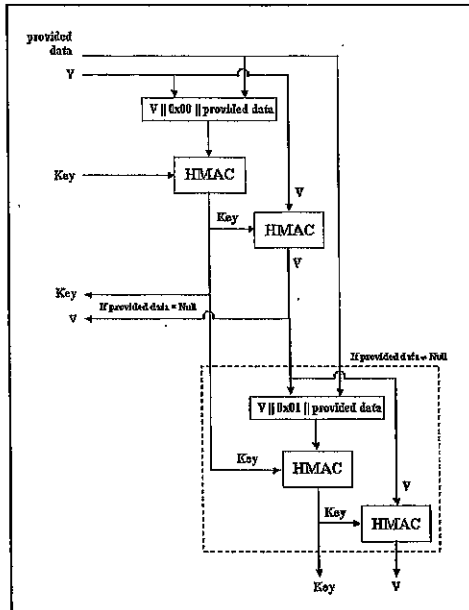 provided
data
V
V || 0x00 || provided data
Key
HMAC
V
Key
HMAC
V
Key
If provided data = Null
V
If provided data ≠ Null
V || 0x01 || provided data
Key
HMAC
V
Key
HMAC
Key
V